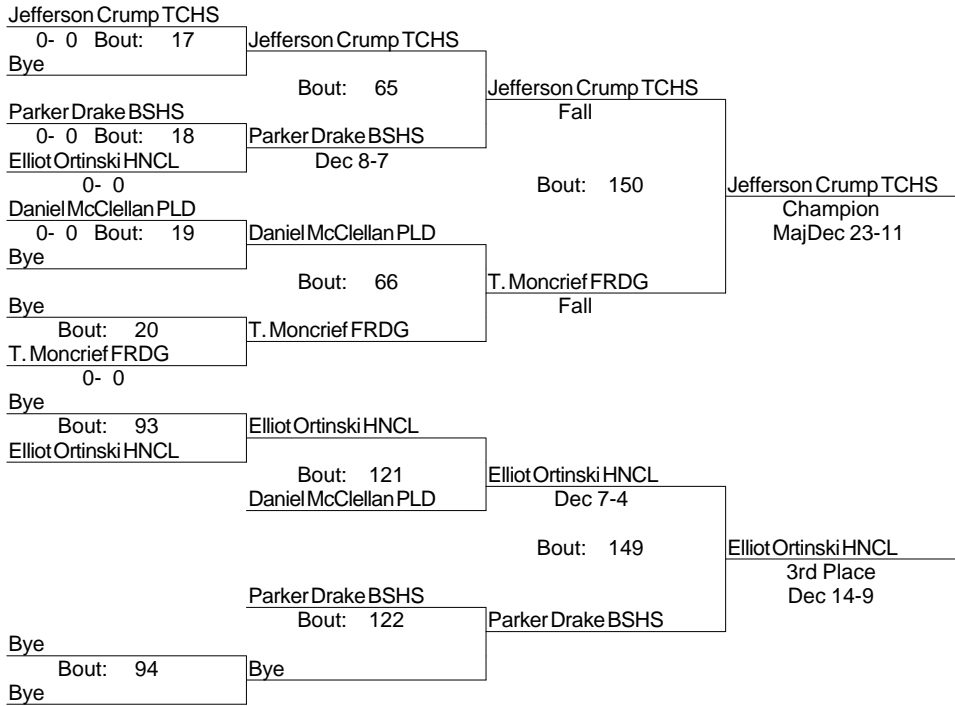 Jefferson Crump TCHS
0- 0 Bout: 17
Jefferson Crump TCHS
Bye
Bout: 65
Jefferson Crump TCHS
Parker Drake BSHS
Fall
0- 0 Bout: 18
Parker Drake BSHS
Elliot Ortinski HNCL
Dec 8-7
0- 0
Bout: 150
Jefferson Crump TCHS
Daniel McClellan PLD
Champion
0- 0 Bout: 19
Daniel McClellan PLD
MajDec 23-11
Bye
Bout: 66
T. Moncrief FRDG
Bye
Fall
Bout: 20
T. Moncrief FRDG
T. Moncrief FRDG
0- 0
Bye
Bout: 93
Elliot Ortinski HNCL
Elliot Ortinski HNCL
Bout: 121
Elliot Ortinski HNCL
Daniel McClellan PLD
Dec 7-4
Bout: 149
Elliot Ortinski HNCL
3rd Place
Parker Drake BSHS
Dec 14-9
Bout: 122
Parker Drake BSHS
Bye
Bout: 94
Bye
Bye